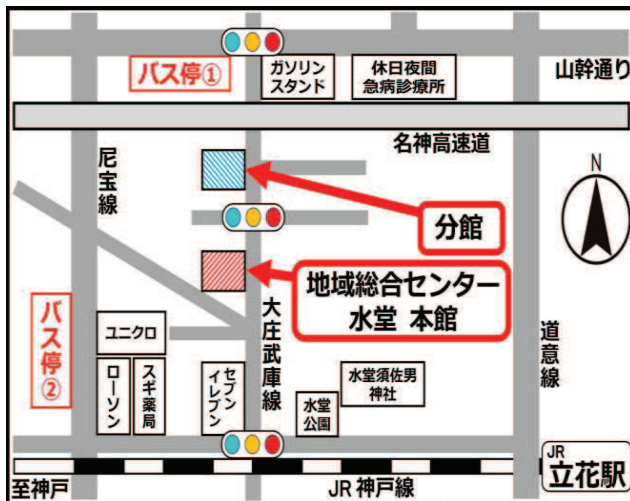 バス停①
ガソリン
スタンド
休日夜間
急病診療所
山幹通り
名神高速道
尼宝線
N
分館
地域総合センター
水堂 本館
バス停②
ユニクロ
大庄武庫線
道意線
ローソン
スギ薬局
セブン
イレブン
水堂
公園
水堂須佐男
神社
至神戸
JR 神戸線
JR
立花駅